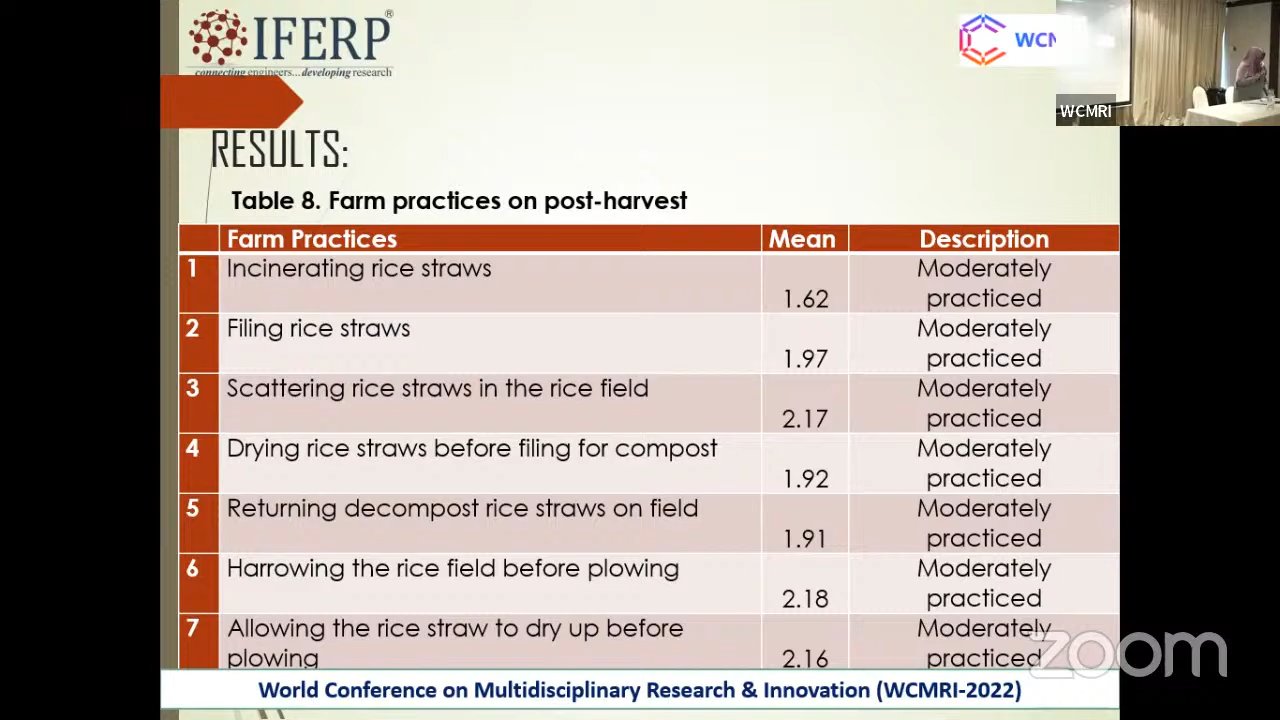 IFERP®
connecting engineers...developing research
WCM
WCMRI
RESULTS:
Table 8. Farm practices on post-harvest
Farm Practices Mean Description
1 Incinerating rice straws 1.62 Moderately practiced
2 Filing rice straws 1.97 Moderately practiced
3 Scattering rice straws in the rice field 2.17 Moderately practiced
4 Drying rice straws before filing for compost 1.92 Moderately practiced
5 Returning decompost rice straws on field 1.91 Moderately practiced
6 Harrowing the rice field before plowing 2.18 Moderately practiced
7 Allowing the rice straw to dry up before
plowing 2.16 Moderately practiced
zoom
World Conference on Multidisciplinary Research & Innovation (WCMRI-2022)